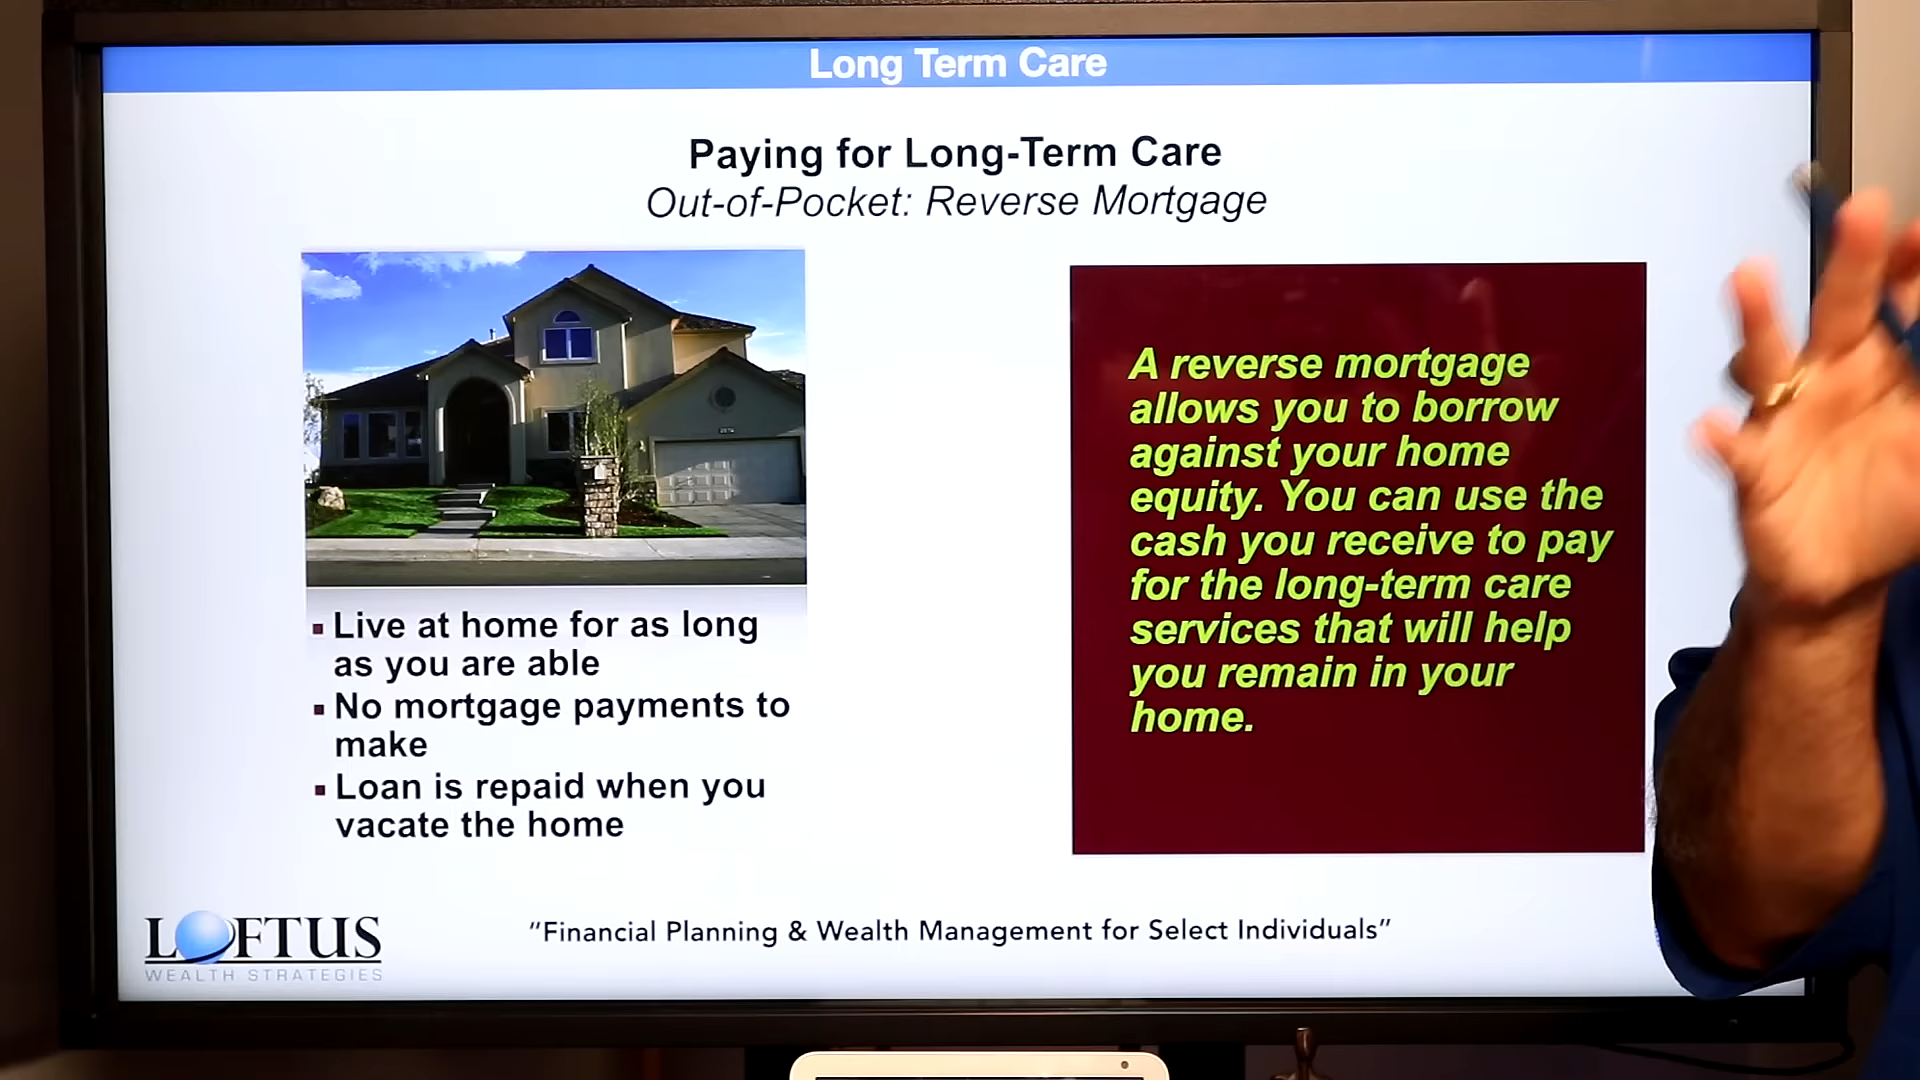 Long Term Care
Paying for Long-Term Care
Out-of-Pocket: Reverse Mortgage
▪ Live at home for as long
as you are able
▪ No mortgage payments to
make
▪ Loan is repaid when you
vacate the home
A reverse mortgage
allows you to borrow
against your home
equity. You can use the
cash you receive to pay
for the long-term care
services that will help
you remain in your
home.
LOFTUS
WEALTH STRATEGIES
"Financial Planning & Wealth Management for Select Individuals"